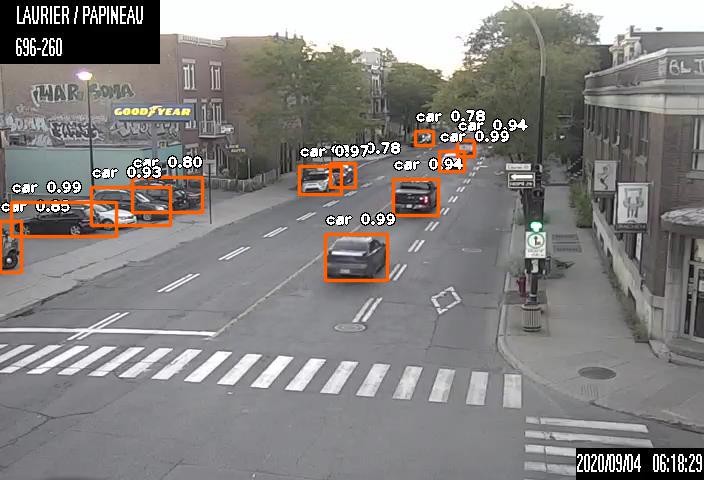 LAURIER / PAPINEAU
696-260
WAR SOMA
GOODYEAR
car 0.78
car 0.94
car 0.99
car 0.78
0.97
car 0.94
car 0.80
car 0.93
car 0.99
car 0.85
car 0.99
2020/09/04 06:18:29